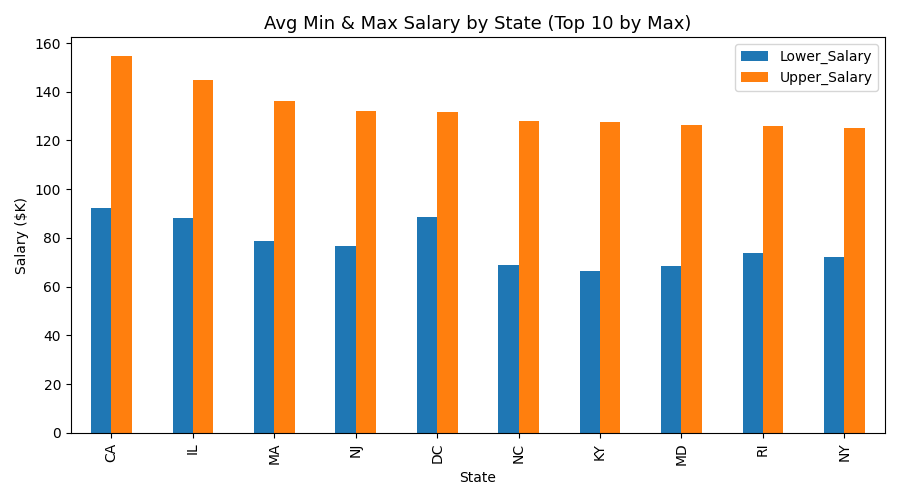 Avg Min & Max Salary by State (Top 10 by Max)
Lower_Salary
Upper_Salary
Salary ($K)
160
140
120
100
80
60
40
20
0
CA
IL
MA
NJ
DC
NC
KY
MD
RI
NY
State